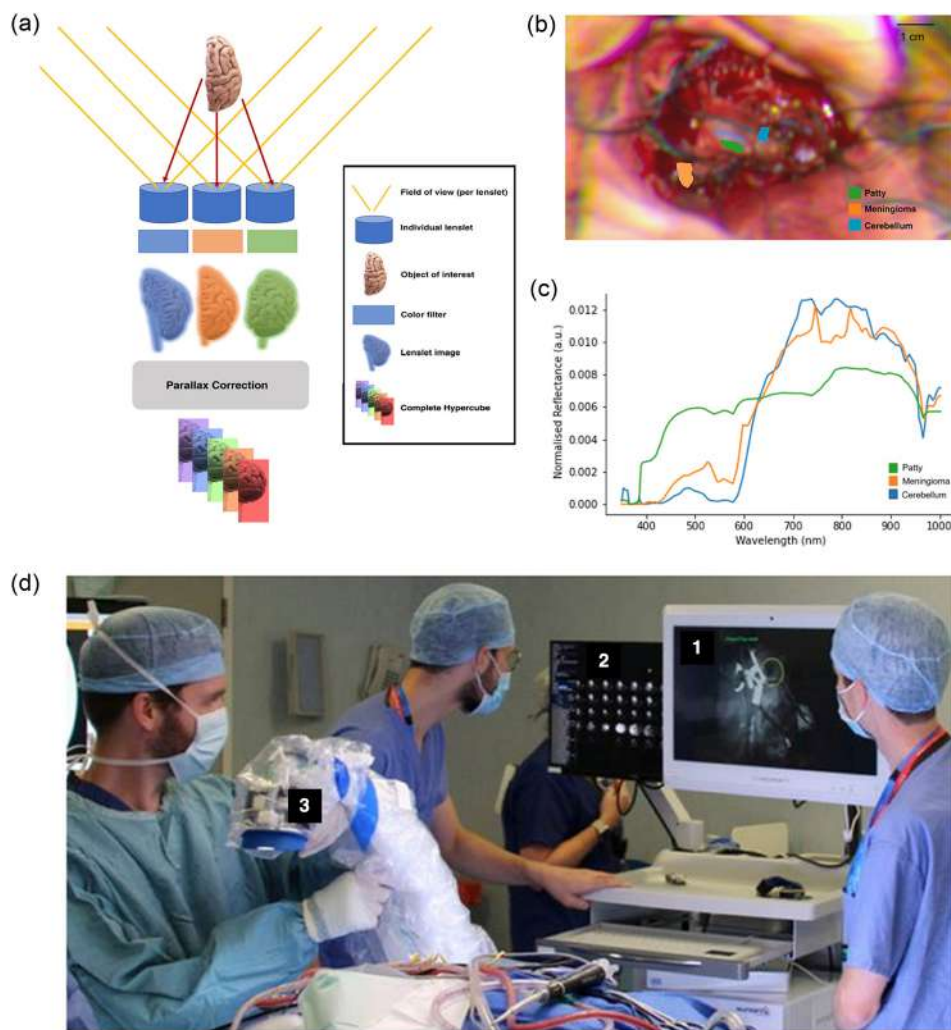 (a)
Field of view (per lenslet)
Individual lenslet
Object of interest
Color filter
Lenslet image
Complete Hypercube
Parallax Correction
(b)
1 cm
Patty
Meningioma
Cerebellum
(c)
Normalised Reflectance (a.u.)
0.012
0.010
0.008
0.006
0.004
0.002
0.000
400
500
600
700
800
900
1000
Wavelength (nm)
Patty
Meningioma
Cerebellum
(d)
1
2
3